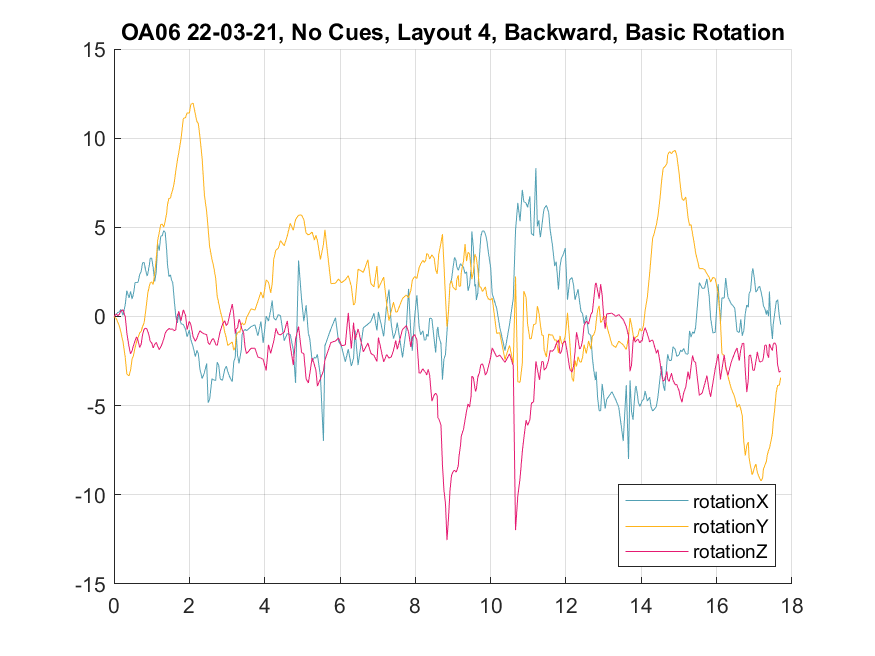 OA06 22-03-21, No Cues, Layout 4, Backward, Basic Rotation
15
10
5
0
-5
-10
-15
0 2 4 6 8 10 12 14 16 18
rotationX
rotationY
rotationZ